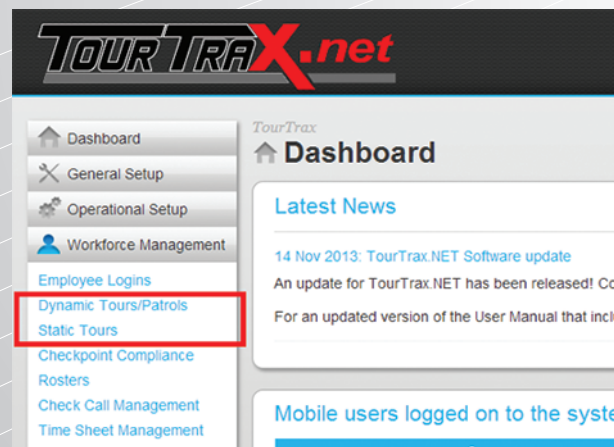 TOURTRAX.net
Dashboard
General Setup
Operational Setup
Workforce Management
Employee Logins
Dynamic Tours/Patrols
Static Tours
Checkpoint Compliance
Rosters
Check Call Management
Time Sheet Management
TourTrax
Dashboard
Latest News
14 Nov 2013: TourTrax.NET Software update
An update for TourTrax.NET has been released! Co
For an updated version of the User Manual that incl
Mobile users logged on to the syste